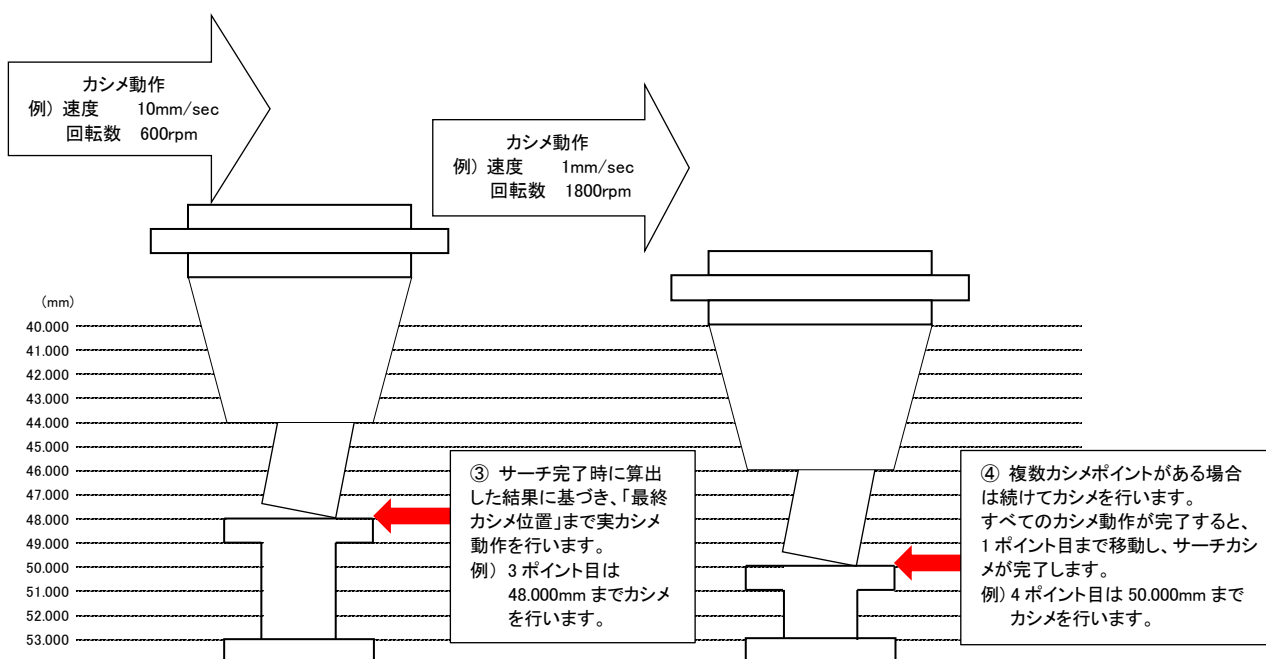 カシメ動作
例) 速度 10mm/sec
回転数 600rpm
カシメ動作
例) 速度 1mm/sec
回転数 1800rpm
(mm)
40.000
41.000
42.000
43.000
44.000
45.000
46.000
47.000
48.000
49.000
50.000
51.000
52.000
53.000
③ サーチ完了時に算出
した結果に基づき、「最終
カシメ位置」まで実カシメ
動作を行います。
例) 3 ポイント目は
48.000mm までカシメ
を行います。
④ 複数カシメポイントがある場合
は続けてカシメを行います。
すべてのカシメ動作が完了すると、
1 ポイント目まで移動し、サーチカシ
メが完了します。
例) 4 ポイント目は 50.000mm まで
カシメを行います。